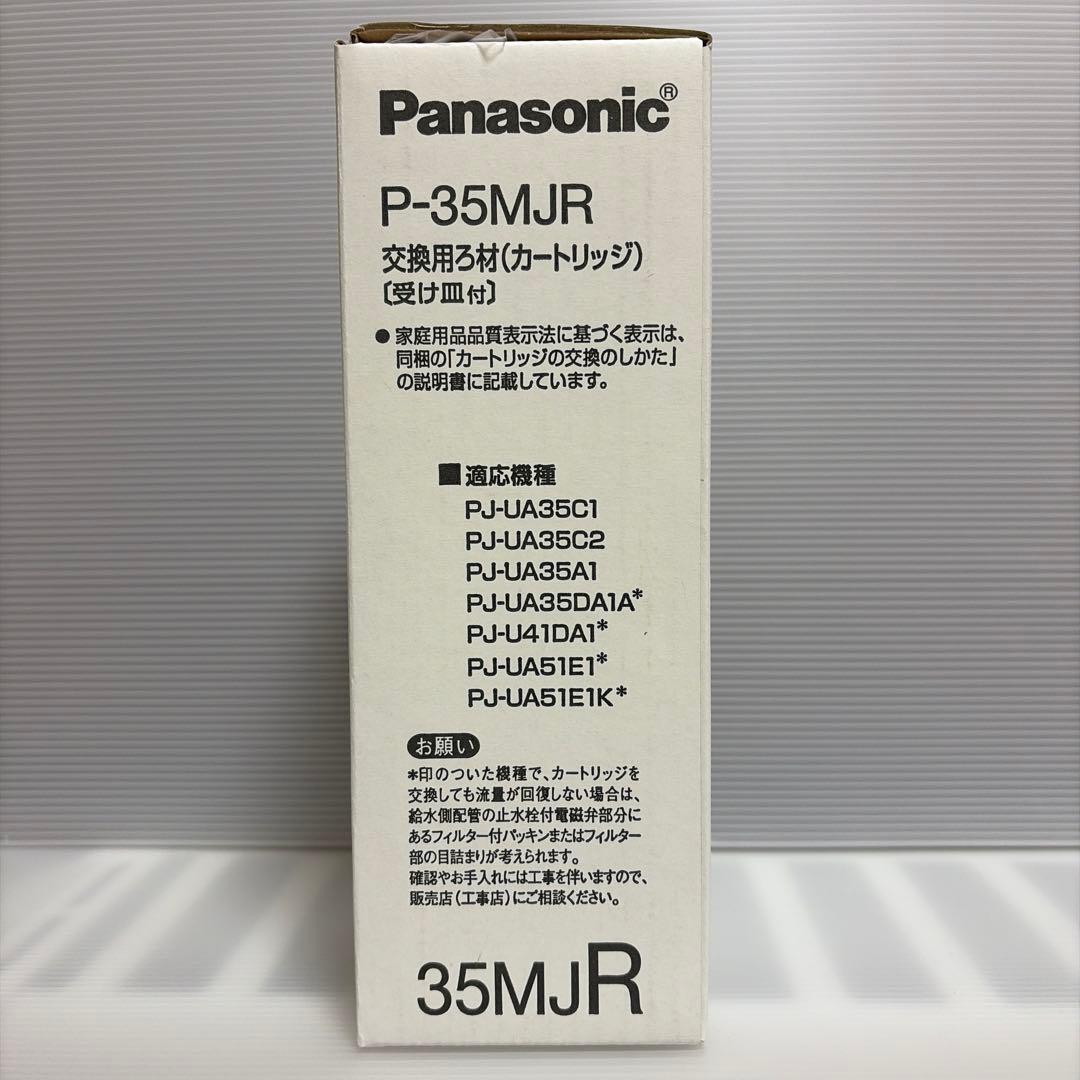 Panasonic®
P-35MJR
交換用ろ材(カートリッジ)
〔受け皿付〕
● 家庭用品品質表示法に基づく表示は、
同梱の「カートリッジの交換のしかた」
の説明書に記載しています。
■適応機種
PJ-UA35C1
PJ-UA35C2
PJ-UA35A1
PJ-UA35DA1A*
PJ-U41DA1*
PJ-UA51E1*
PJ-UA51E1K*
お願い
*印のついた機種で、カートリッジを
交換しても流量が回復しない場合は、
給水側配管の止水栓付電磁弁部分に
あるフィルター付パッキンまたはフィルター
部の目詰まりが考えられます。
確認やお手入れには工事を伴いますので、
販売店(工事店)にご相談ください。
35MJR